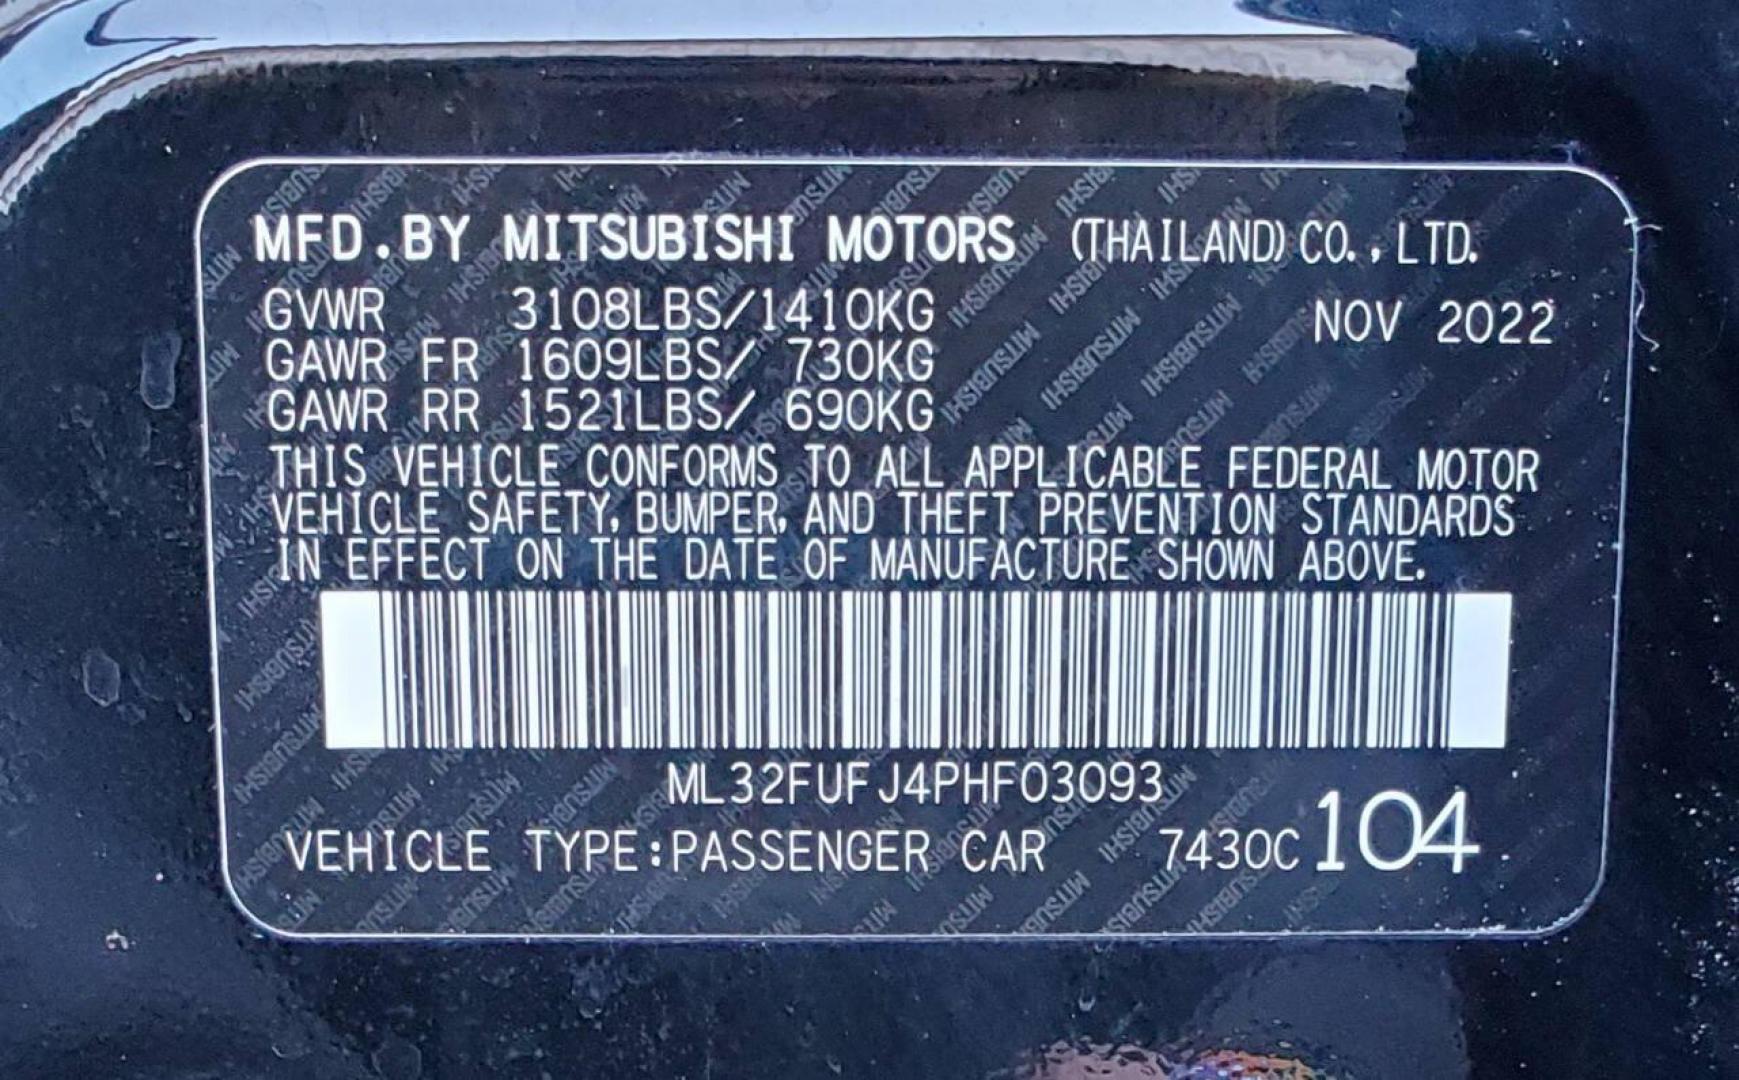 MFD.BY MITSUBISHI MOTORS (THAILAND) CO., LTD.
GVWR 3108LBS/1410KG NOV 2022
GAWR FR 1609LBS/ 730KG
GAWR RR 1521LBS/ 690KG
THIS VEHICLE CONFORMS TO ALL APPLICABLE FEDERAL MOTOR
VEHICLE SAFETY, BUMPER, AND THEFT PREVENTION STANDARDS
IN EFFECT ON THE DATE OF MANUFACTURE SHOWN ABOVE.
ML32FUFJ4PHF03093
VEHICLE TYPE:PASSENGER CAR 7430C 104